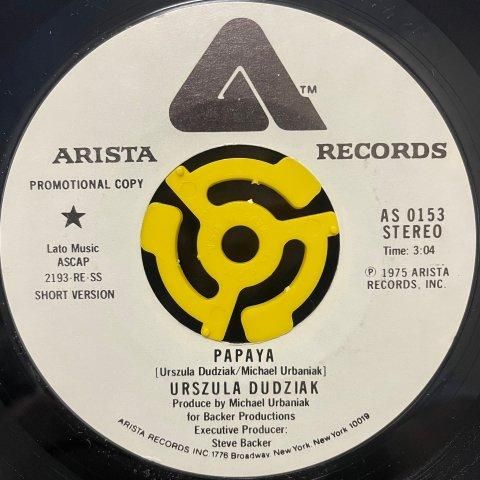 TM
ARISTA RECORDS
PROMOTIONAL COPY
★
Lato Music
ASCAP
2193-RE-SS
SHORT VERSION
AS 0153
STEREO
Time: 3:04
℗ 1975 ARISTA
RECORDS, INC.
PAPAYA
[Urszula Dudziak/Michael Urbaniak]
URSZULA DUDZIAK
Produce by Michael Urbaniak
for Backer Productions
Executive Producer:
Steve Backer
ARISTA RECORDS INC 1776 Broadway, New York, New York 10019